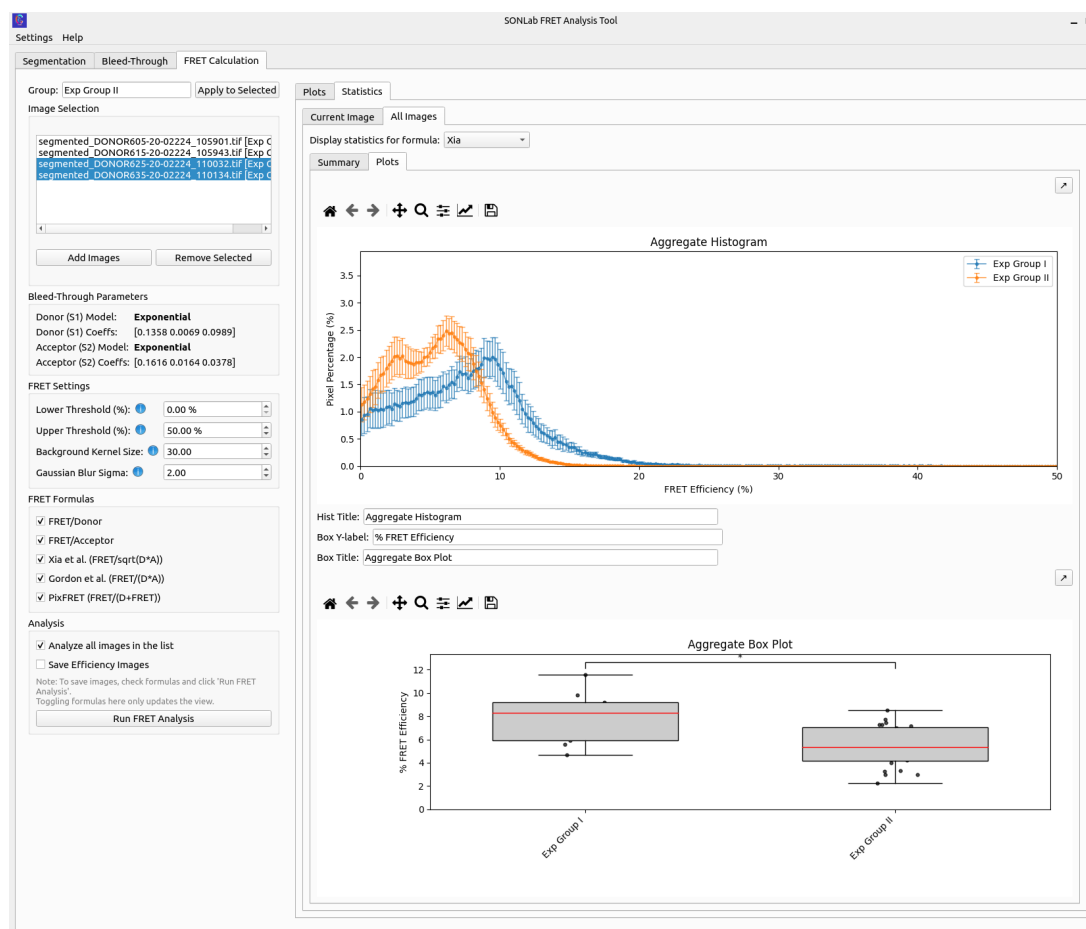 SONLab FRET Analysis Tool
Settings Help
Segmentation Bleed-Through FRET Calculation
Group: Exp Group II Apply to Selected
Image Selection
segmented_DONOR605-20-02224_105901.tif [Exp G
segmented_DONOR615-20-02224_105943.tif [Exp G
segmented_DONOR625-20-02224_110032.tif [Exp G
segmented_DONOR635-20-02224_110134.tif [Exp G
Add Images Remove Selected
Bleed-Through Parameters
Donor (S1) Model: Exponential
Donor (S1) Coeffs: [0.1358 0.0069 0.0989]
Acceptor (S2) Model: Exponential
Acceptor (S2) Coeffs: [0.1616 0.0164 0.0378]
FRET Settings
Lower Threshold (%): 0.00 %
Upper Threshold (%): 50.00 %
Background Kernel Size: 30.00
Gaussian Blur Sigma: 2.00
FRET Formulas
FRET/Donor
FRET/Acceptor
Xia et al. (FRET/sqrt(D*A))
Gordon et al. (FRET/(D*A))
PixFRET (FRET/(D+FRET))
Analysis
Analyze all images in the list
Save Efficiency Images
Note: To save images, check formulas and click 'Run FRET
Analysis'.
Toggling formulas here only updates the view.
Run FRET Analysis
Plots Statistics
Current Image All Images
Display statistics for formula: Xia
Summary Plots
Aggregate Histogram
Exp Group I
Exp Group II
Pixel Percentage (%)
3.5
3.0
2.5
2.0
1.5
1.0
0.5
0.0
0 10 20 30 40 50
FRET Efficiency (%)
Hist Title: Aggregate Histogram
Box Y-label: % FRET Efficiency
Box Title: Aggregate Box Plot
Aggregate Box Plot
*
% FRET Efficiency
12
10
8
6
4
2
0
Exp Group I
Exp Group II